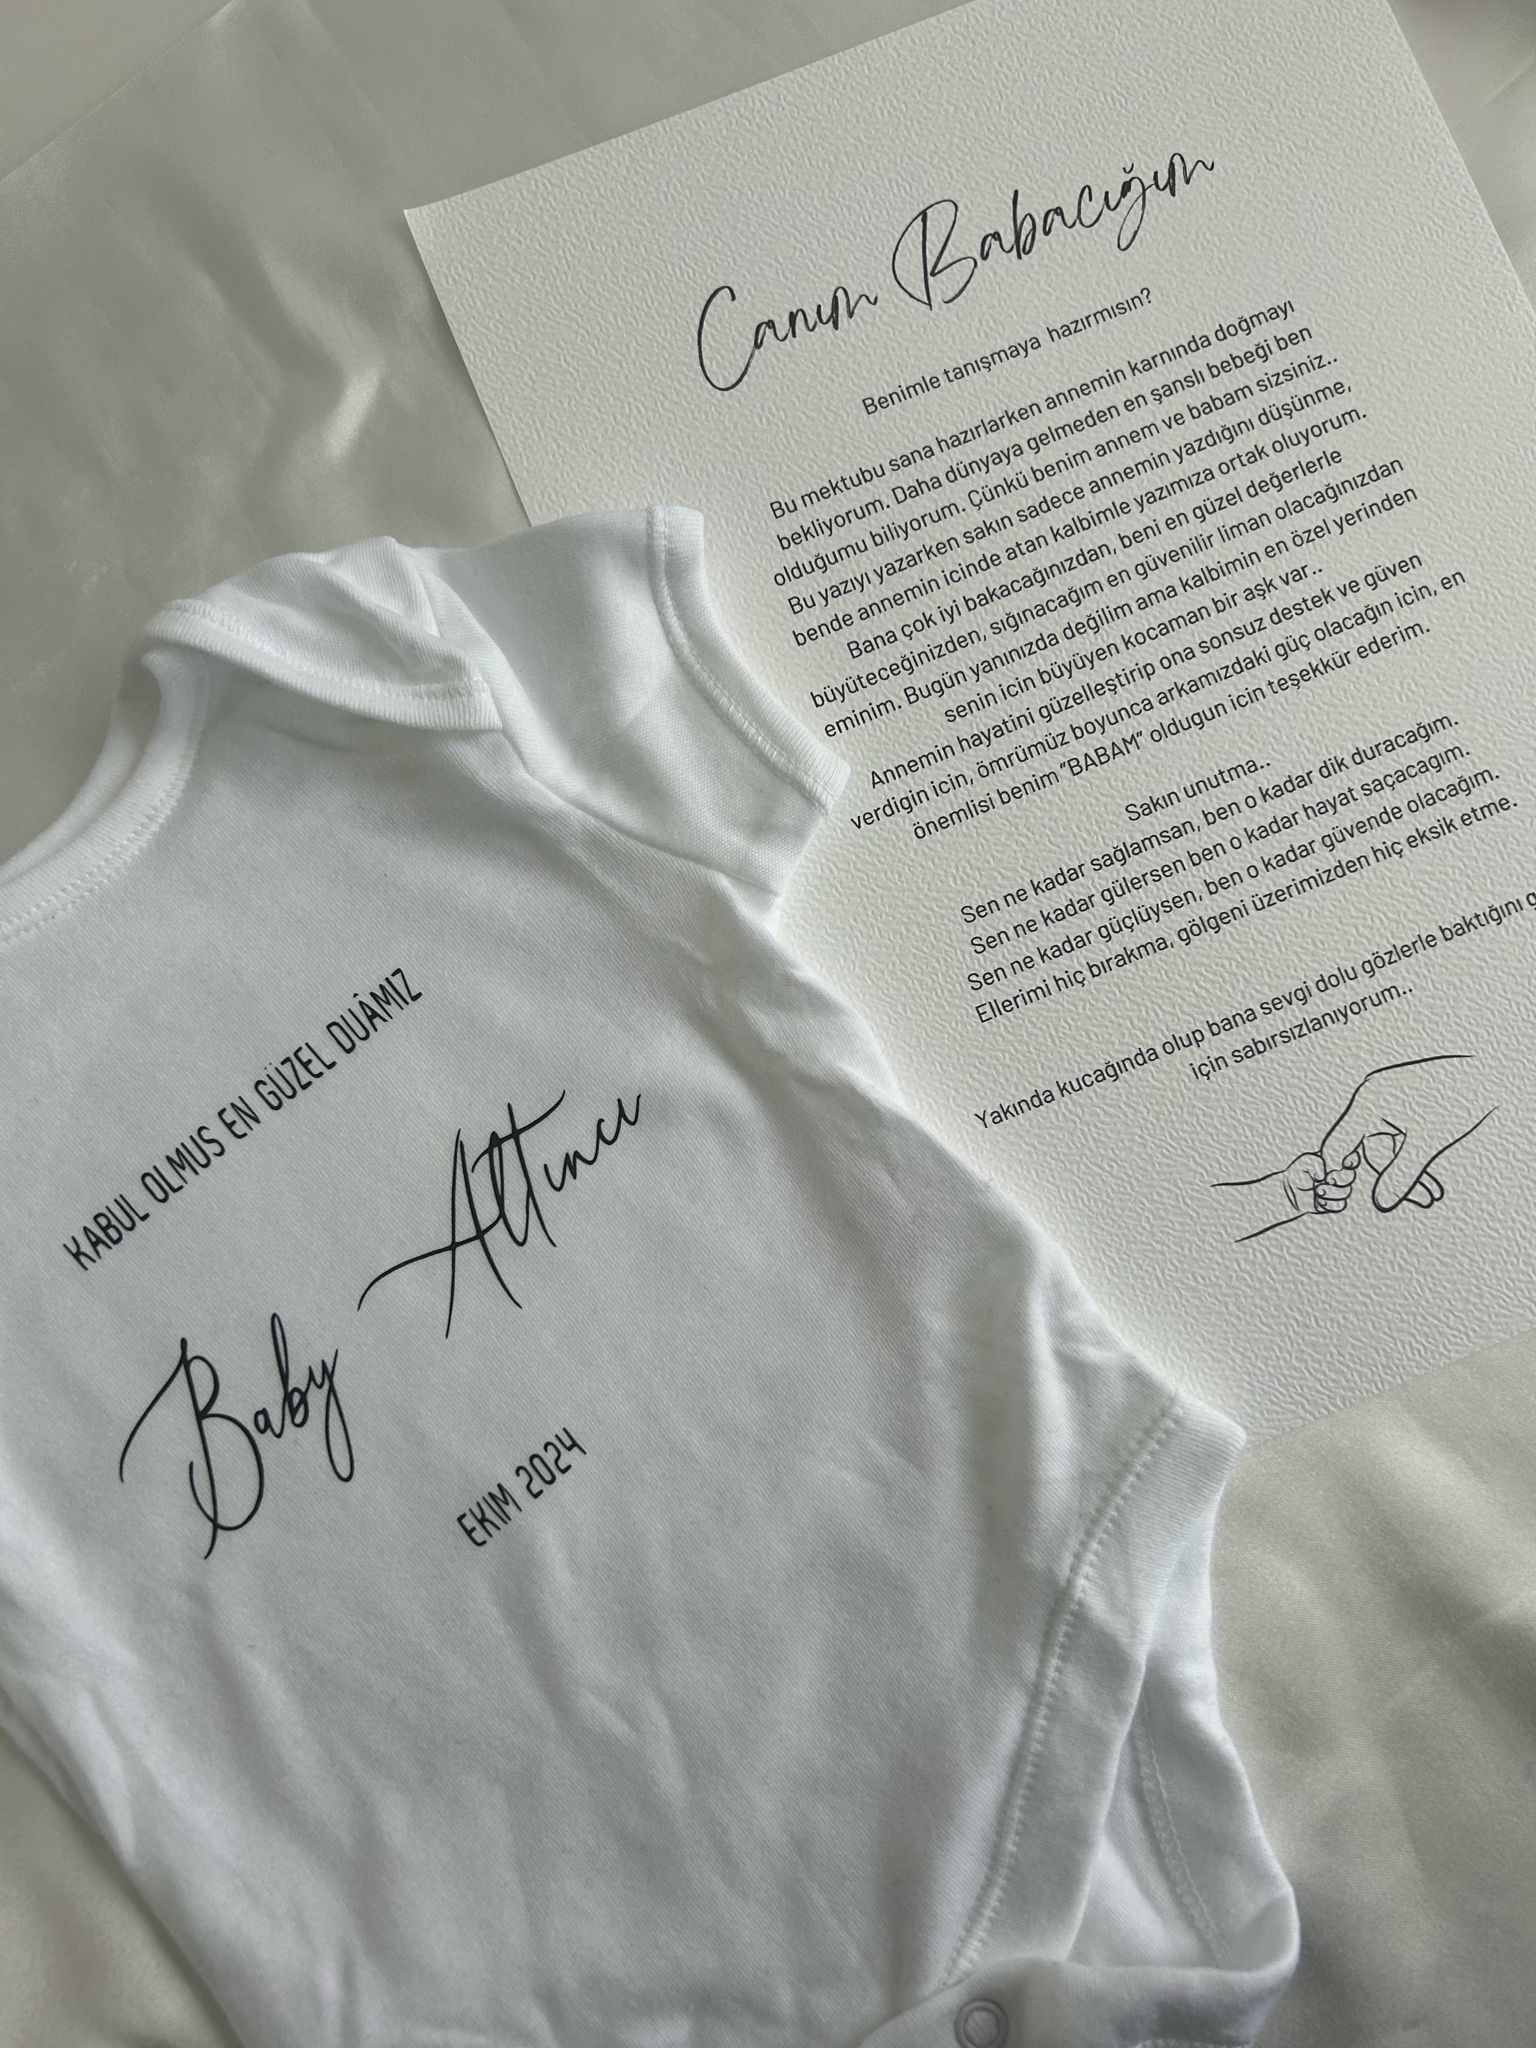 Canım Babacığım
Benimle tanışmaya hazırmısın?
Bu mektubu sana hazırlarken annemin karnında doğmayı
bekliyorum. Daha dünyaya gelmeden en şanslı bebeği ben
olduğumu biliyorum. Çünkü benim annem ve babam sizsiniz..
Bu yazıyı yazarken sakın sadece annemin yazdığını düşünme,
bende annemin icinde atan kalbimle yazımıza ortak oluyorum.
Bana çok iyi bakacağınızdan, beni en güzel değerlerle
büyüteceğinizden, sığınacağım en güvenilir liman olacağınızdan
eminim. Bugün yanınızda değilim ama kalbimin en özel yerinden
senin icin büyüyen kocaman bir aşk var..
Annemin hayatini güzelleştirip ona sonsuz destek ve güven
verdigin icin, ömrümüz boyunca arkamızdaki güç olacağın icin, en
önemlisi benim "BABAM" oldugun icin teşekkür ederim.
Sakın unutma..
Sen ne kadar sağlamsan, ben o kadar dik duracağım.
Sen ne kadar gülersen ben o kadar hayat saçacagım.
Sen ne kadar güçlüysen, ben o kadar güvende olacağım.
Ellerimi hiç bırakma, gölgeni üzerimizden hiç eksik etme.
Yakında kucağında olup bana sevgi dolu gözlerle baktığını
için sabırsızlanıyorum..
KABUL OLMUS EN GÜZEL DUÂMIZ
Baby Altıncı
EKIM 2024